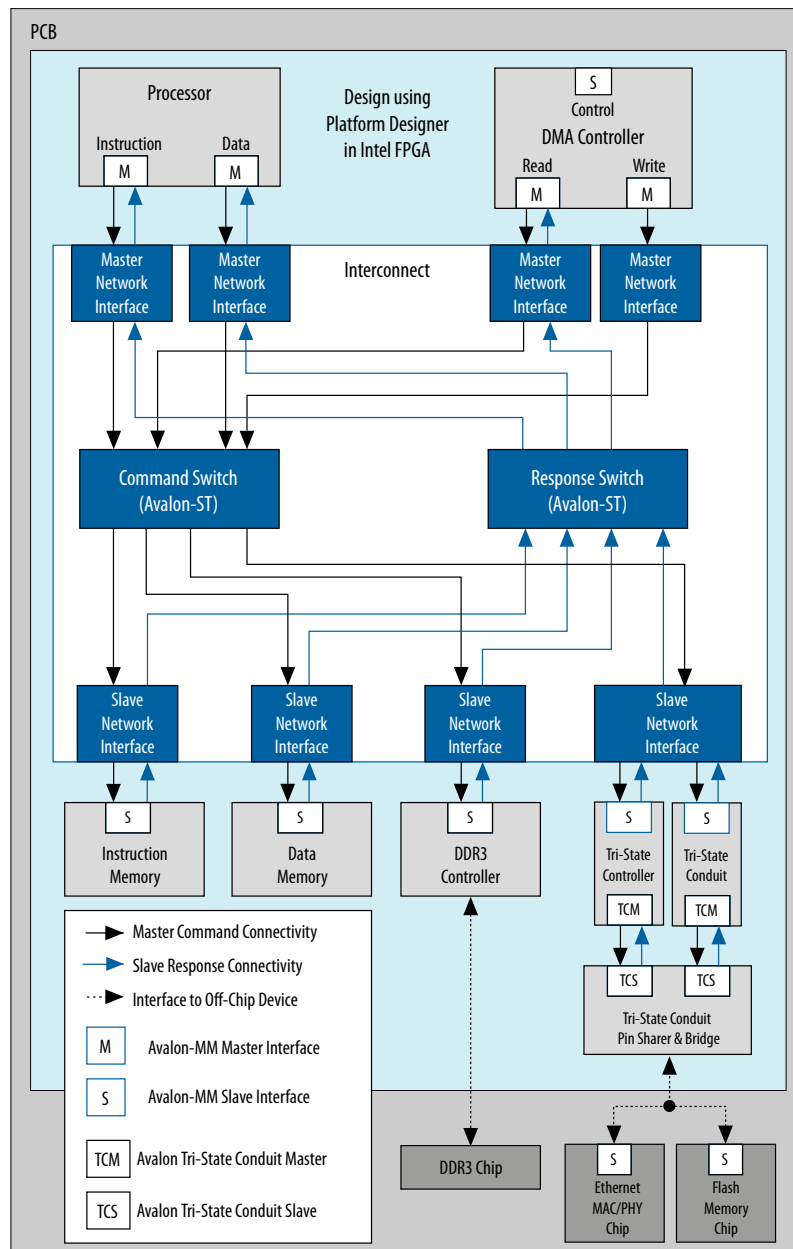 PCB
Processor
Instruction
Data
M
M
Design using
Platform Designer
in Intel FPGA
S
Control
DMA Controller
Read
Write
M
M
Master
Network
Interface
Master
Network
Interface
Interconnect
Master
Network
Interface
Master
Network
Interface
Command Switch
(Avalon-ST)
Response Switch
(Avalon-ST)
Slave
Network
Interface
Slave
Network
Interface
Slave
Network
Interface
Slave
Network
Interface
S
Instruction
Memory
S
Data
Memory
S
DDR3
Controller
S
Tri-State
Controller
TCM
S
Tri-State
Conduit
TCM
TCS
TCS
Tri-State Conduit
Pin Sharer & Bridge
Master Command Connectivity
Slave Response Connectivity
Interface to Off-Chip Device
M
Avalon-MM Master Interface
S
Avalon-MM Slave Interface
TCM
Avalon Tri-State Conduit Master
TCS
Avalon Tri-State Conduit Slave
DDR3 Chip
S
Ethernet
MAC/PHY
Chip
S
Flash
Memory
Chip